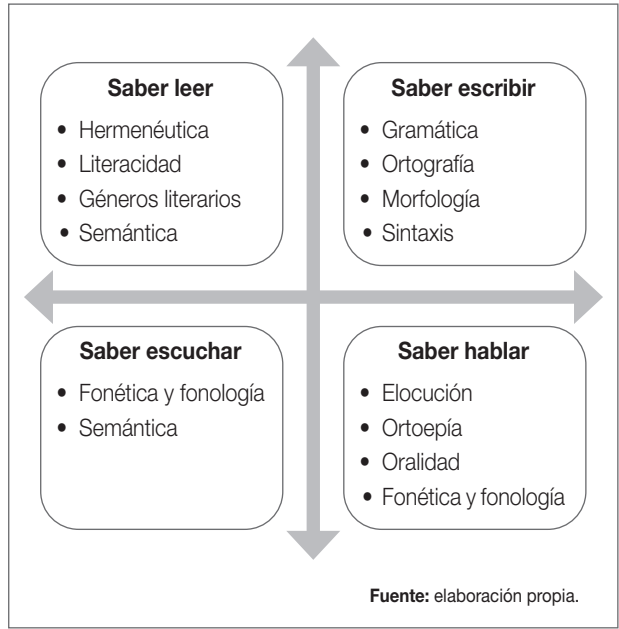 Saber leer
• Hermenéutica
• Literacidad
• Géneros literarios
• Semántica
Saber escribir
• Gramática
• Ortografía
• Morfología
• Sintaxis
Saber escuchar
• Fonética y fonología
• Semántica
Saber hablar
• Elocución
• Ortoepía
• Oralidad
• Fonética y fonología
Fuente: elaboración propia.